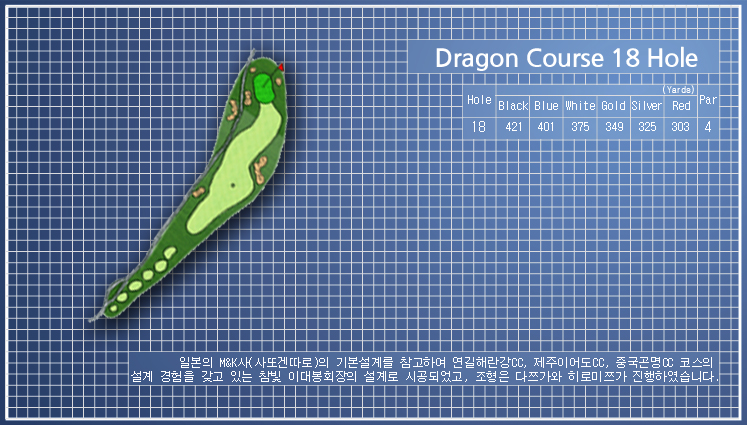 Dragon Course 18 Hole
(Yards)
Hole Black Blue White Gold Silver Red Par
18 421 401 375 349 325 303 4
일본의 M&K사(사또겐따로)의 기본설계를 참고하여 연길해란강CC, 제주이어도CC, 중국곤명CC 코스의
설계 경험을 갖고 있는 참빛 이대봉회장의 설계로 시공되었고, 조형은 다쯔가와 히로미쯔가 진행하였습니다.